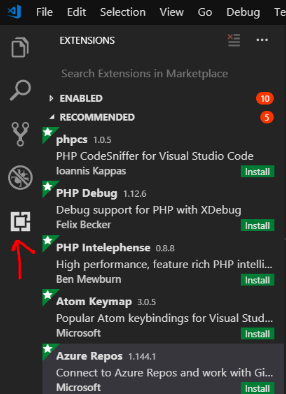 File Edit Selection View Go Debug Te
EXTENSIONS
Search Extensions in Marketplace
ENABLED 10
RECOMMENDED 5
phpcs 1.0.5
PHP CodeSniffer for Visual Studio Code
Ioannis Kappas Install
PHP Debug 1.12.6
Debug support for PHP with XDebug
Felix Becker Install
PHP Intelephense 0.8.8
High performance, feature rich PHP intelli...
Ben Mewburn Install
Atom Keymap 3.0.5
Popular Atom keybindings for Visual Stud...
Microsoft Install
Azure Repos 1.144.1
Connect to Azure Repos and work with Gi...
Microsoft Install